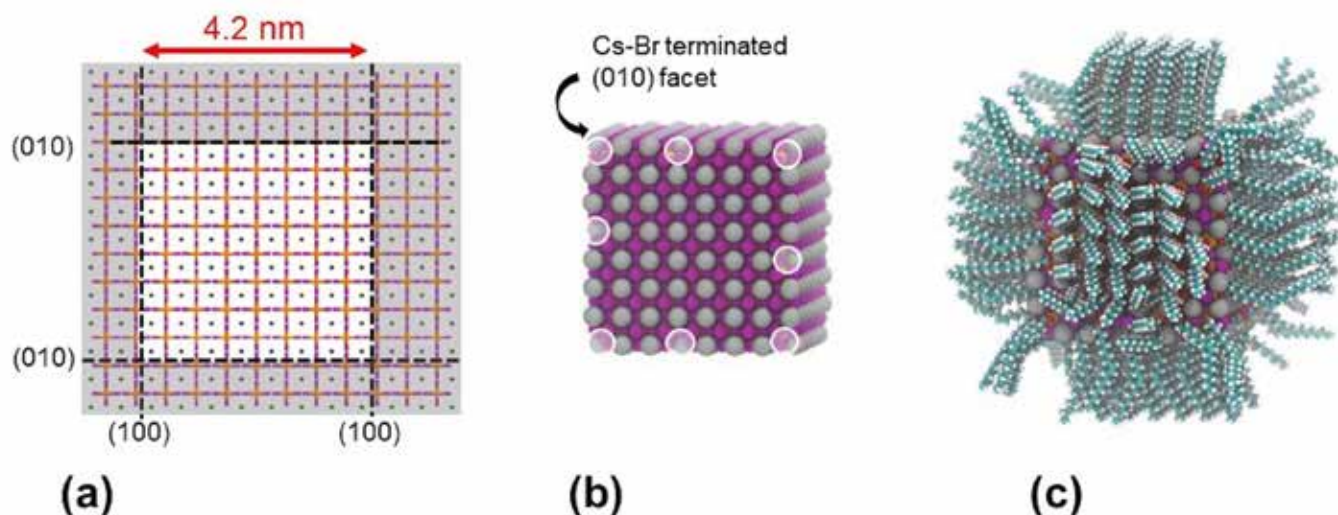 4.2 nm
Cs-Br terminated
(010) facet
(010)
(010)
(100)
(100)
(a)
(b)
(c)